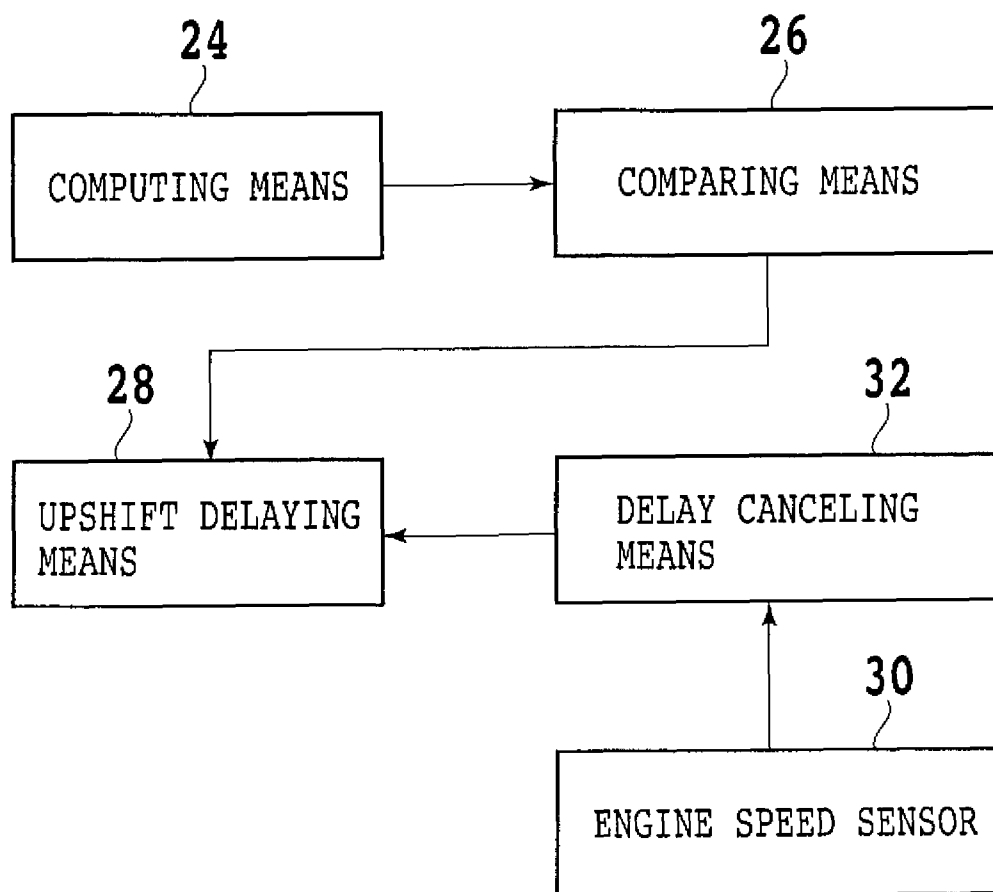 24
26
COMPUTING MEANS
COMPARING MEANS
28
32
UPSHIFT DELAYING
MEANS
DELAY CANCELING
MEANS
30
ENGINE SPEED SENSOR